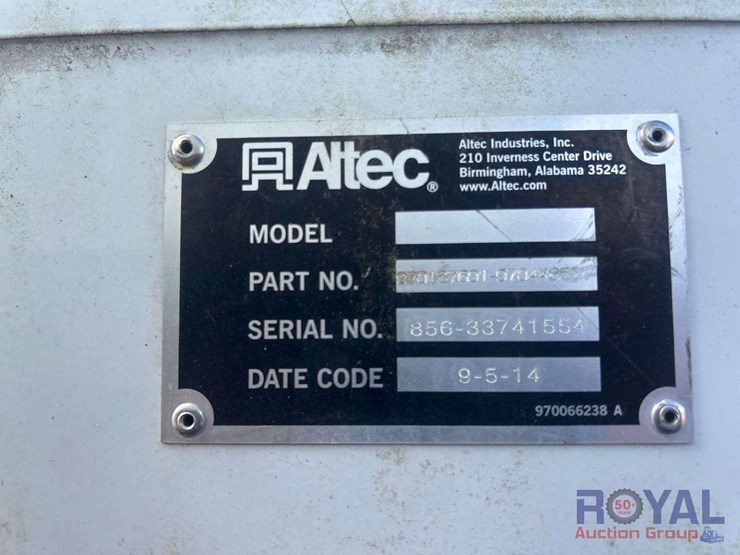 Altec®
Altec Industries, Inc.
210 Inverness Center Drive
Birmingham, Alabama 35242
www.Altec.com
MODEL
PART NO.
SERIAL NO. 856-33741554
DATE CODE 9-5-14
970066238 A
ROYAL
50+
YEARS
Auction Group